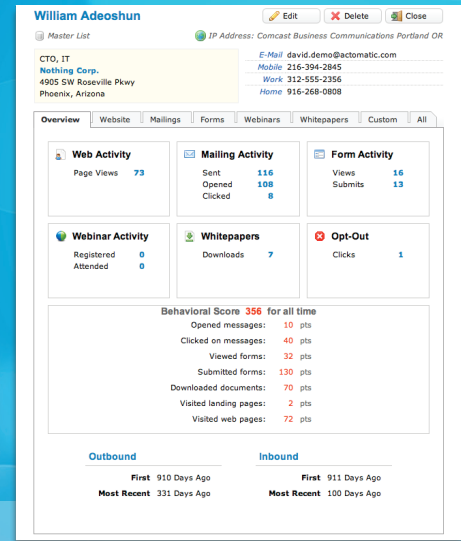 William Adeoshun
Edit
Delete
Close
Master List
IP Address: Comcast Business Communications Portland OR
CTO, IT
Nothing Corp.
4905 SW Roseville Pkwy
Phoenix, Arizona
E-Mail david.demo@actomatic.com
Mobile 216-394-2845
Work 312-555-2356
Home 916-268-0808
Overview Website Mailings Forms Webinars Whitepapers Custom All
Web Activity
Page Views 73
Mailing Activity
Sent 116
Opened 108
Clicked 8
Form Activity
Views 16
Submits 13
Webinar Activity
Registered 0
Attended 0
Whitepapers
Downloads 7
Opt-Out
Clicks 1
Behavioral Score 356 for all time
Opened messages: 10 pts
Clicked on messages: 40 pts
Viewed forms: 32 pts
Submitted forms: 130 pts
Downloaded documents: 70 pts
Visited landing pages: 2 pts
Visited web pages: 72 pts
Outbound
First 910 Days Ago
Most Recent 331 Days Ago
Inbound
First 911 Days Ago
Most Recent 100 Days Ago